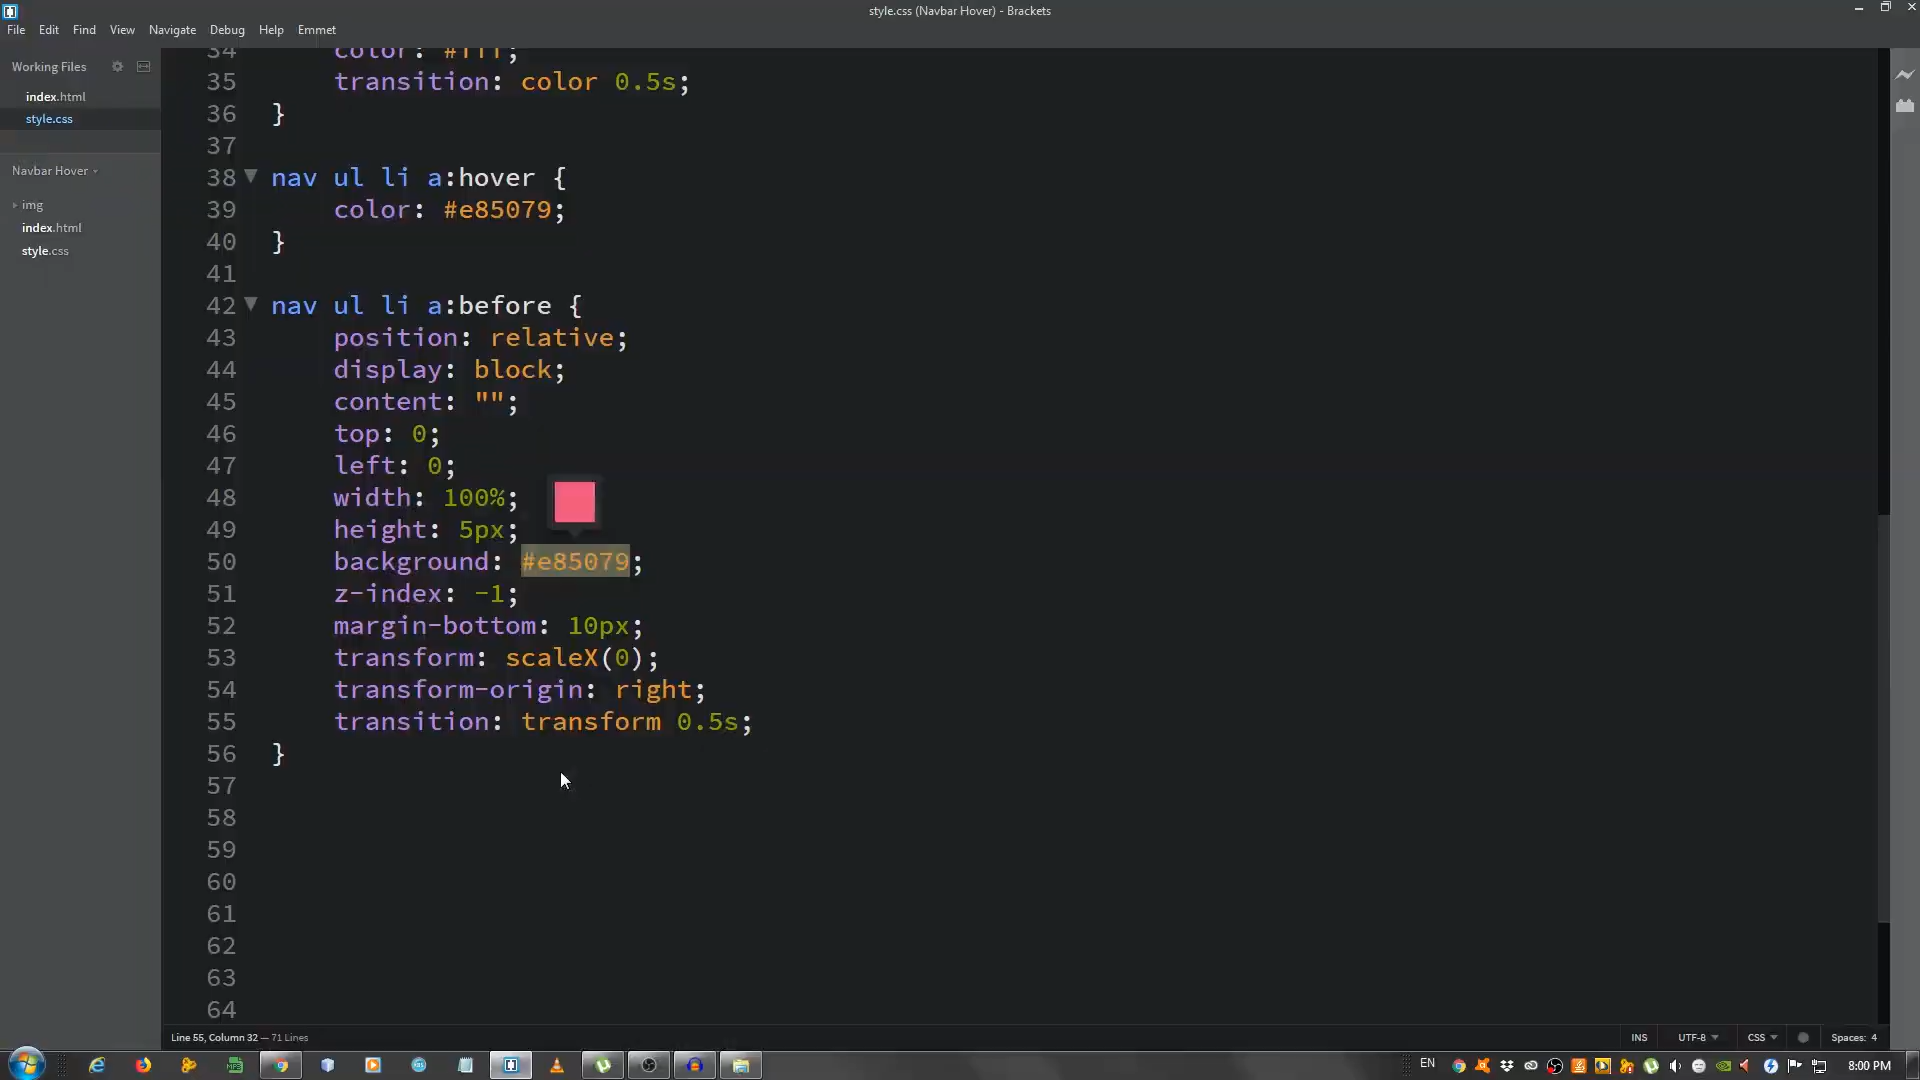 style.css (Navbar Hover) - Brackets
File Edit Find View Navigate Debug Help Emmet
Working Files
index.html
style.css
Navbar Hover
img
index.html
style.css
34 color: #fff;
35 transition: color 0.5s;
36 }
37
38 nav ul li a:hover {
39 color: #e85079;
40 }
41
42 nav ul li a:before {
43 position: relative;
44 display: block;
45 content: "";
46 top: 0;
47 left: 0;
48 width: 100%;
49 height: 5px;
50 background: #e85079;
51 z-index: -1;
52 margin-bottom: 10px;
53 transform: scaleX(0);
54 transform-origin: right;
55 transition: transform 0.5s;
56 }
57
58
59
60
61
62
63
64
Line 55, Column 32 — 71 Lines
INS UTF-8 CSS Spaces: 4
EN 8:00 PM